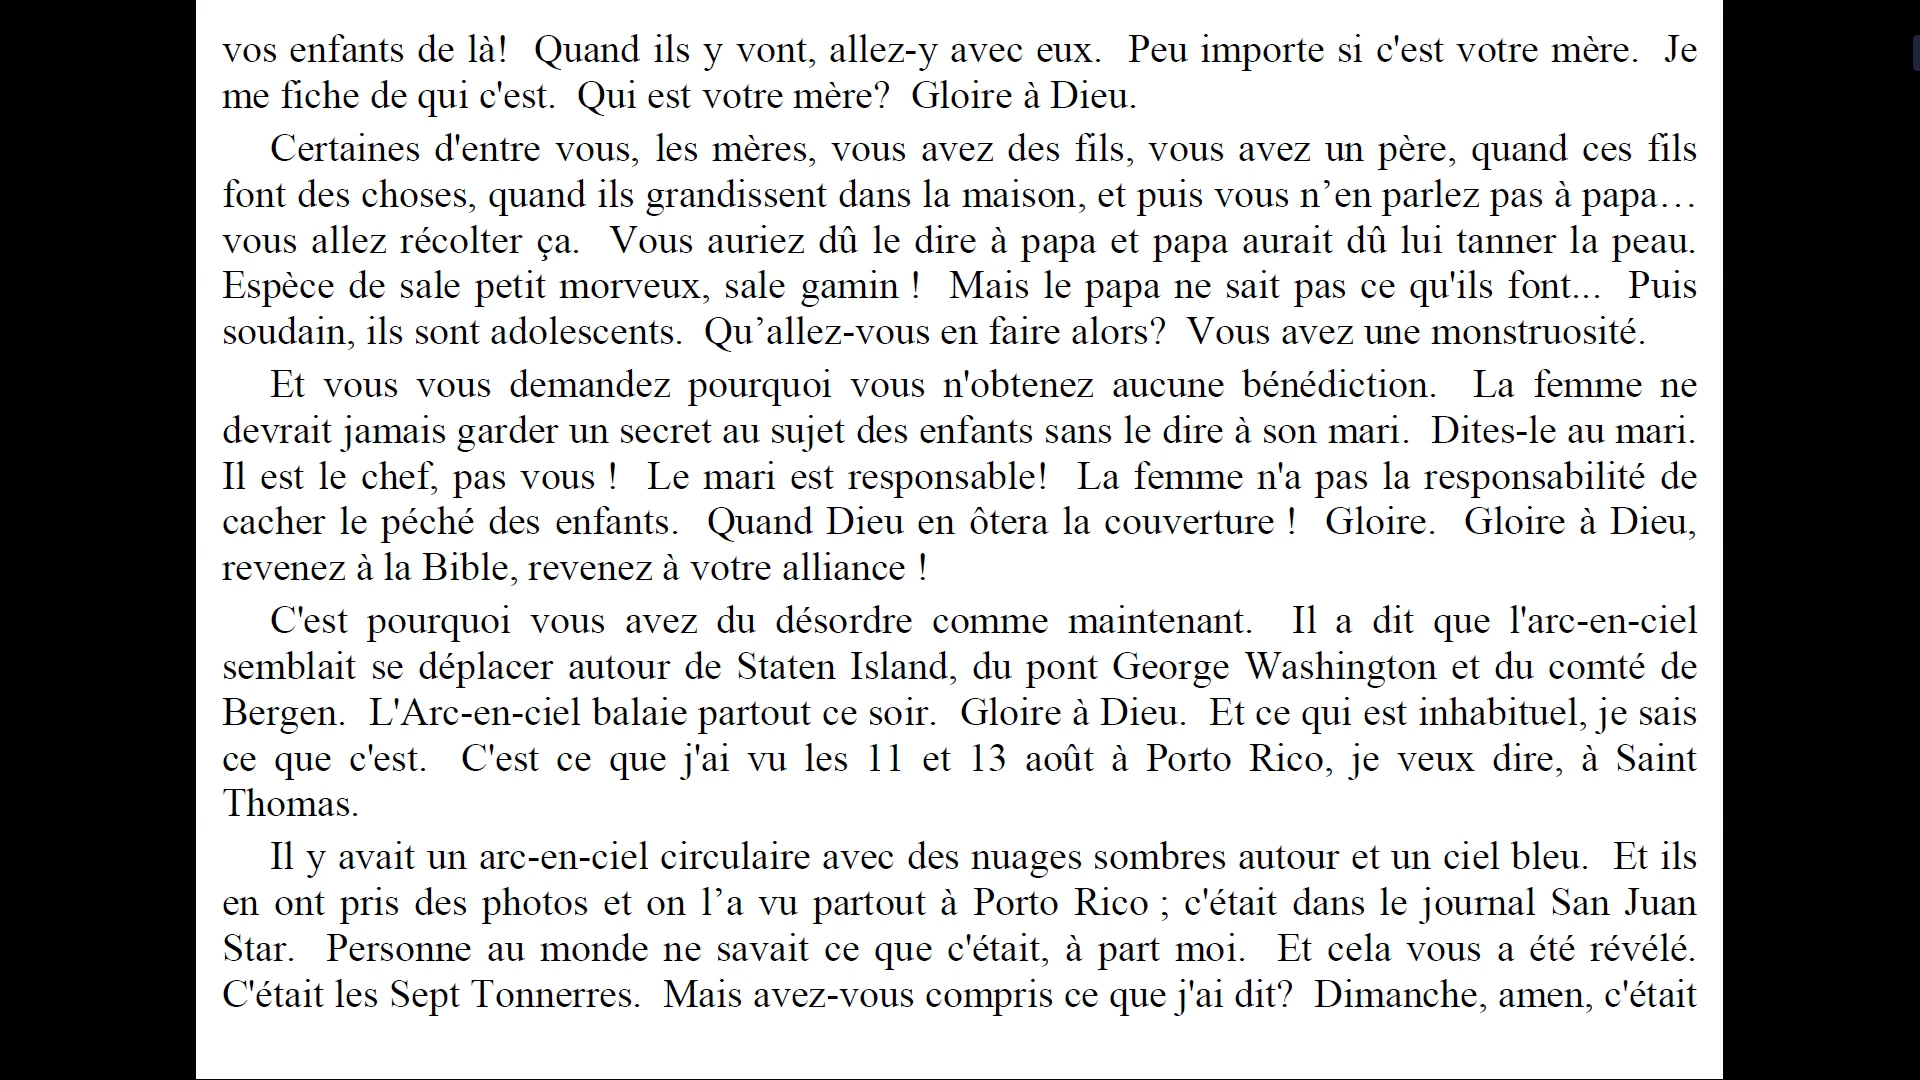 vos enfants de là!  Quand ils y vont, allez-y avec eux.  Peu importe si c'est votre mère.  Je
me fiche de qui c'est.  Qui est votre mère?  Gloire à Dieu.
Certaines d'entre vous, les mères, vous avez des fils, vous avez un père, quand ces fils
font des choses, quand ils grandissent dans la maison, et puis vous n’en parlez pas à papa…
vous allez récolter ça.  Vous auriez dû le dire à papa et papa aurait dû lui tanner la peau.
Espèce de sale petit morveux, sale gamin !  Mais le papa ne sait pas ce qu'ils font...  Puis
soudain, ils sont adolescents.  Qu’allez-vous en faire alors?  Vous avez une monstruosité.
Et vous vous demandez pourquoi vous n'obtenez aucune bénédiction.  La femme ne
devrait jamais garder un secret au sujet des enfants sans le dire à son mari.  Dites-le au mari.
Il est le chef, pas vous !  Le mari est responsable!  La femme n'a pas la responsabilité de
cacher le péché des enfants.  Quand Dieu en ôtera la couverture !  Gloire.  Gloire à Dieu,
revenez à la Bible, revenez à votre alliance !
C'est pourquoi vous avez du désordre comme maintenant.  Il a dit que l'arc-en-ciel
semblait se déplacer autour de Staten Island, du pont George Washington et du comté de
Bergen.  L'Arc-en-ciel balaie partout ce soir.  Gloire à Dieu.  Et ce qui est inhabituel, je sais
ce que c'est.  C'est ce que j'ai vu les 11 et 13 août à Porto Rico, je veux dire, à Saint
Thomas.
Il y avait un arc-en-ciel circulaire avec des nuages sombres autour et un ciel bleu.  Et ils
en ont pris des photos et on l’a vu partout à Porto Rico ; c'était dans le journal San Juan
Star.  Personne au monde ne savait ce que c'était, à part moi.  Et cela vous a été révélé.
C'était les Sept Tonnerres.  Mais avez-vous compris ce que j'ai dit?  Dimanche, amen, c'était